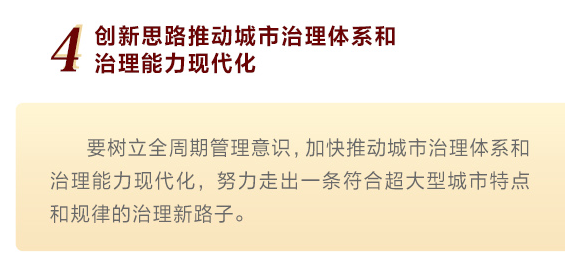 4
创新思路推动城市治理体系和
治理能力现代化
要树立全周期管理意识，加快推动城市治理体系和
治理能力现代化，努力走出一条符合超大型城市特点
和规律的治理新路子。